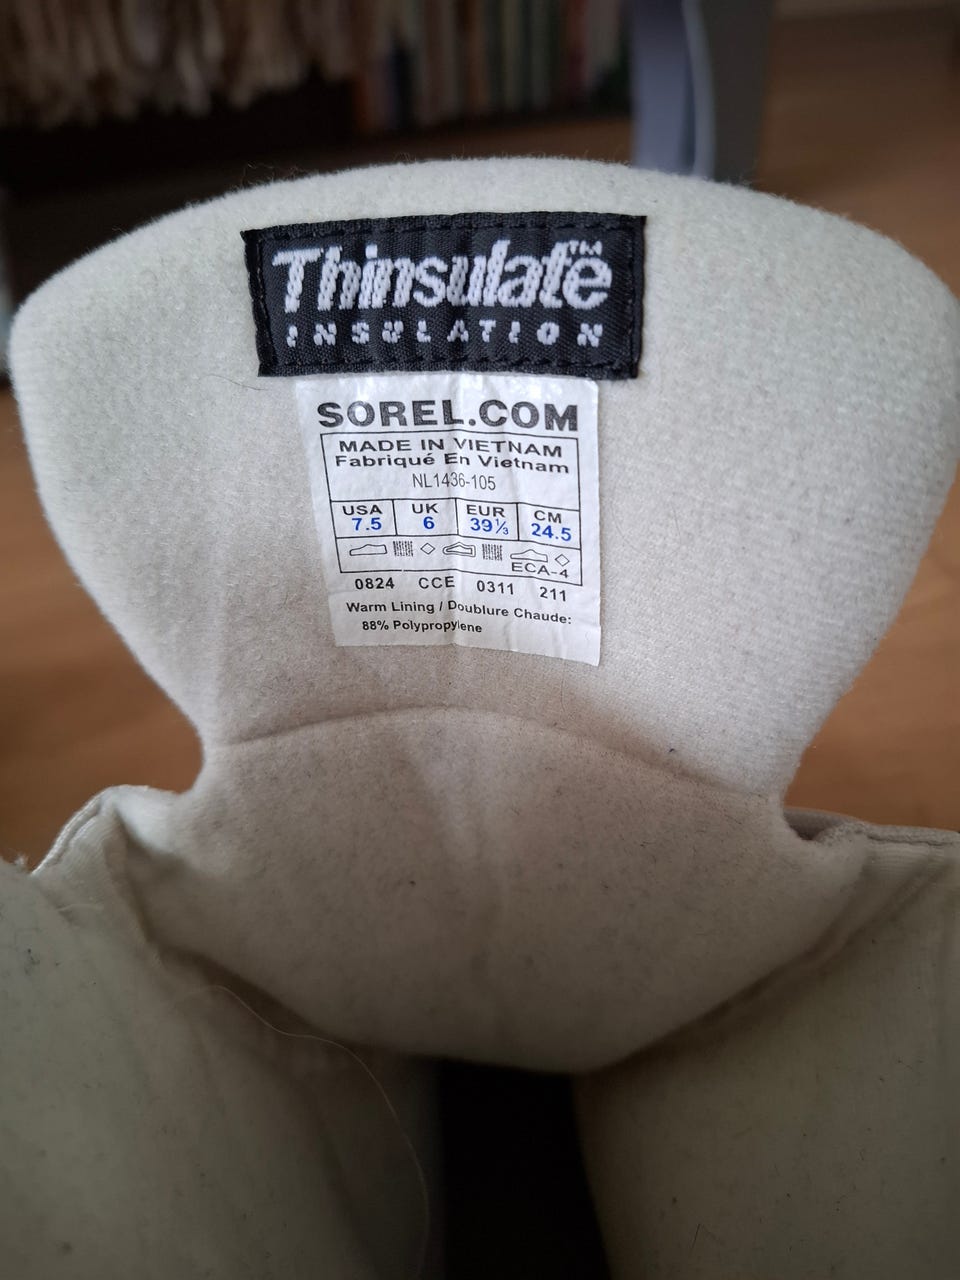 Thinsulate™
INSULATION
SOREL.COM
MADE IN VIETNAM
Fabriqué En Vietnam
NL1436-105
USA UK EUR CM
7.5 6 39⅓ 24.5
ECA-4
0824 CCE 0311 211
Warm Lining / Doublure Chaude:
88% Polypropylene